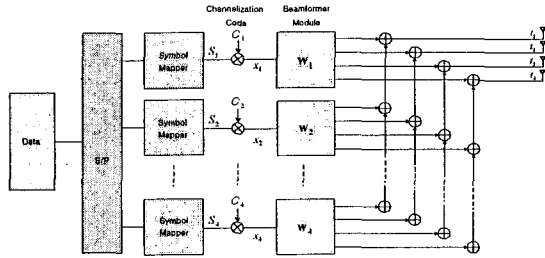 Channelization
Coda
Beamformer
Module
C₁
t₁
Symbol
Mapper
S₁
x₁
W₁
t₂
t₃
t₄
C₂
Symbol
Mapper
S₂
x₂
W₂
Data
S/P
C₄
Symbol
Mapper
S₄
x₄
W₄